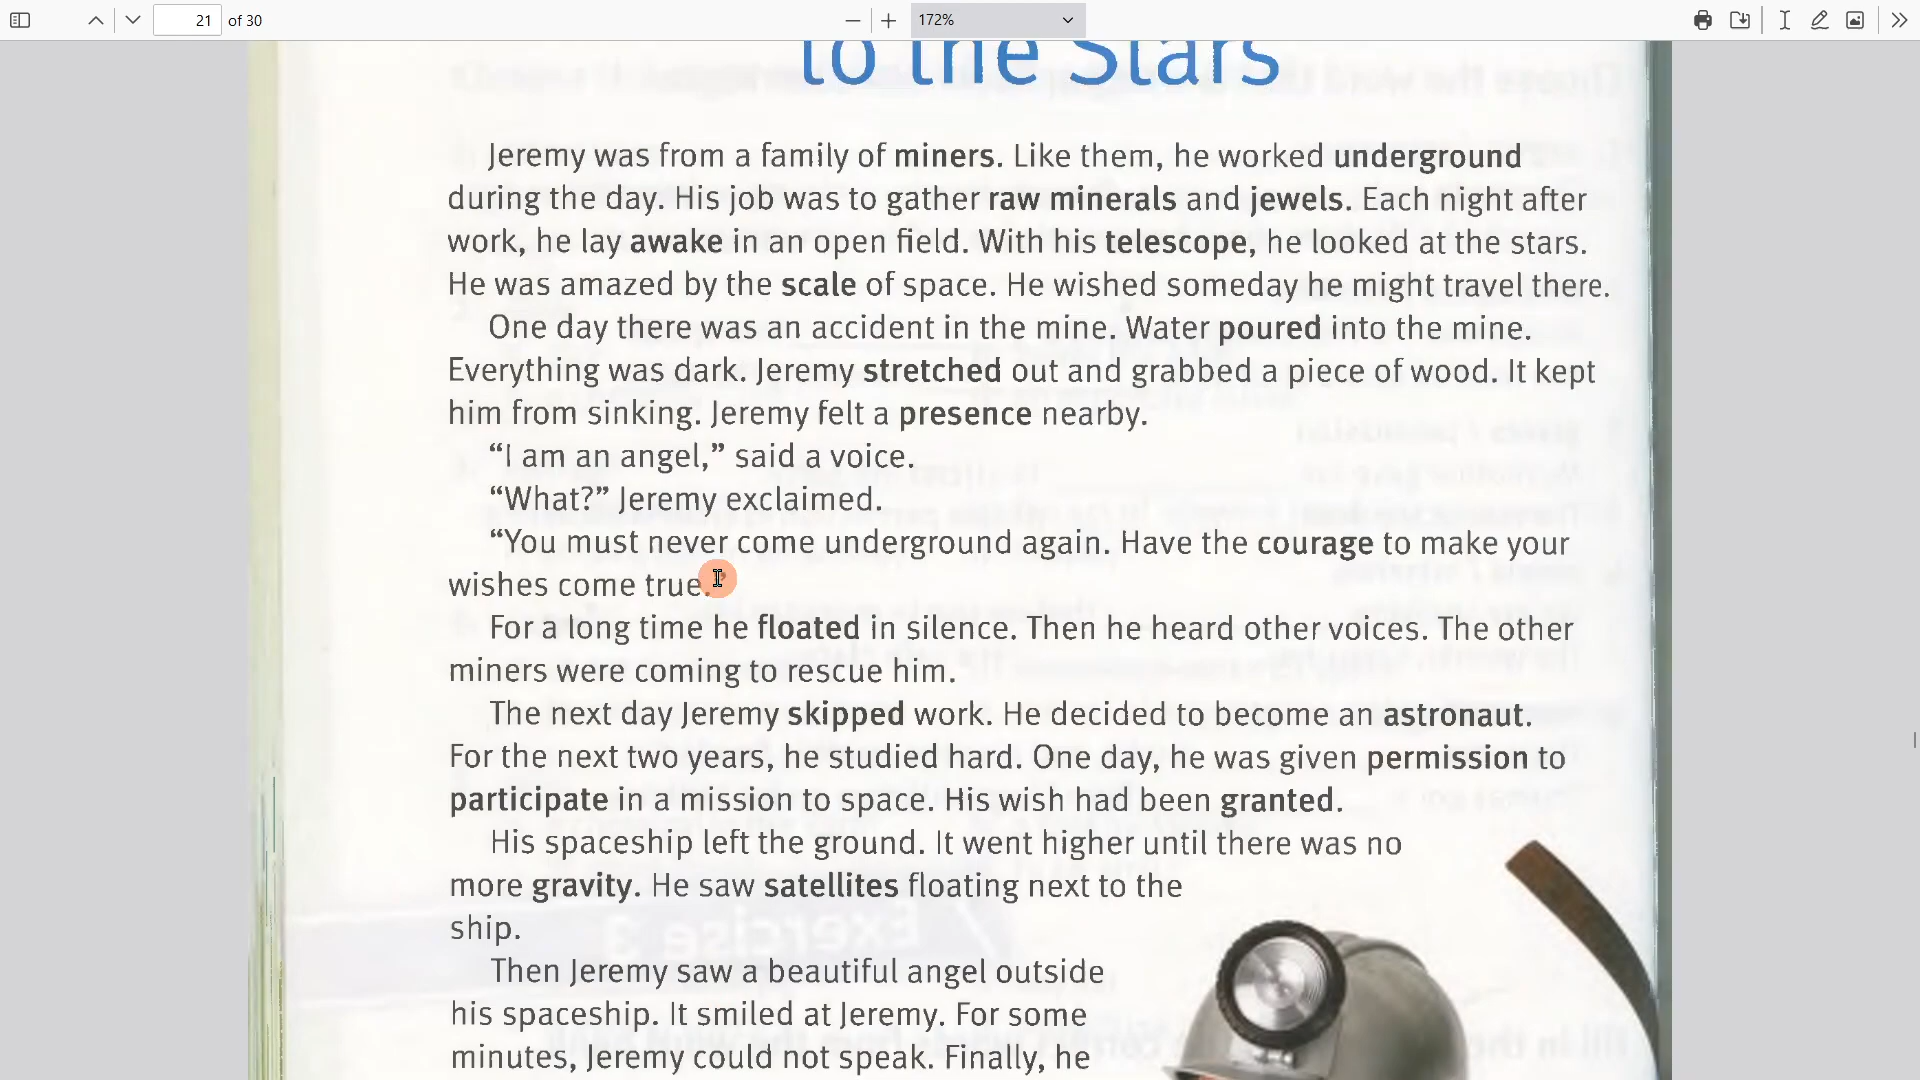 21 of 30
172%
to the Stars
Jeremy was from a family of miners. Like them, he worked underground
during the day. His job was to gather raw minerals and jewels. Each night after
work, he lay awake in an open field. With his telescope, he looked at the stars.
He was amazed by the scale of space. He wished someday he might travel there.
One day there was an accident in the mine. Water poured into the mine.
Everything was dark. Jeremy stretched out and grabbed a piece of wood. It kept
him from sinking. Jeremy felt a presence nearby.
“I am an angel,” said a voice.
“What?” Jeremy exclaimed.
“You must never come underground again. Have the courage to make your
wishes come true.”
For a long time he floated in silence. Then he heard other voices. The other
miners were coming to rescue him.
The next day Jeremy skipped work. He decided to become an astronaut.
For the next two years, he studied hard. One day, he was given permission to
participate in a mission to space. His wish had been granted.
His spaceship left the ground. It went higher until there was no
more gravity. He saw satellites floating next to the
ship.
Then Jeremy saw a beautiful angel outside
his spaceship. It smiled at Jeremy. For some
minutes, Jeremy could not speak. Finally, he